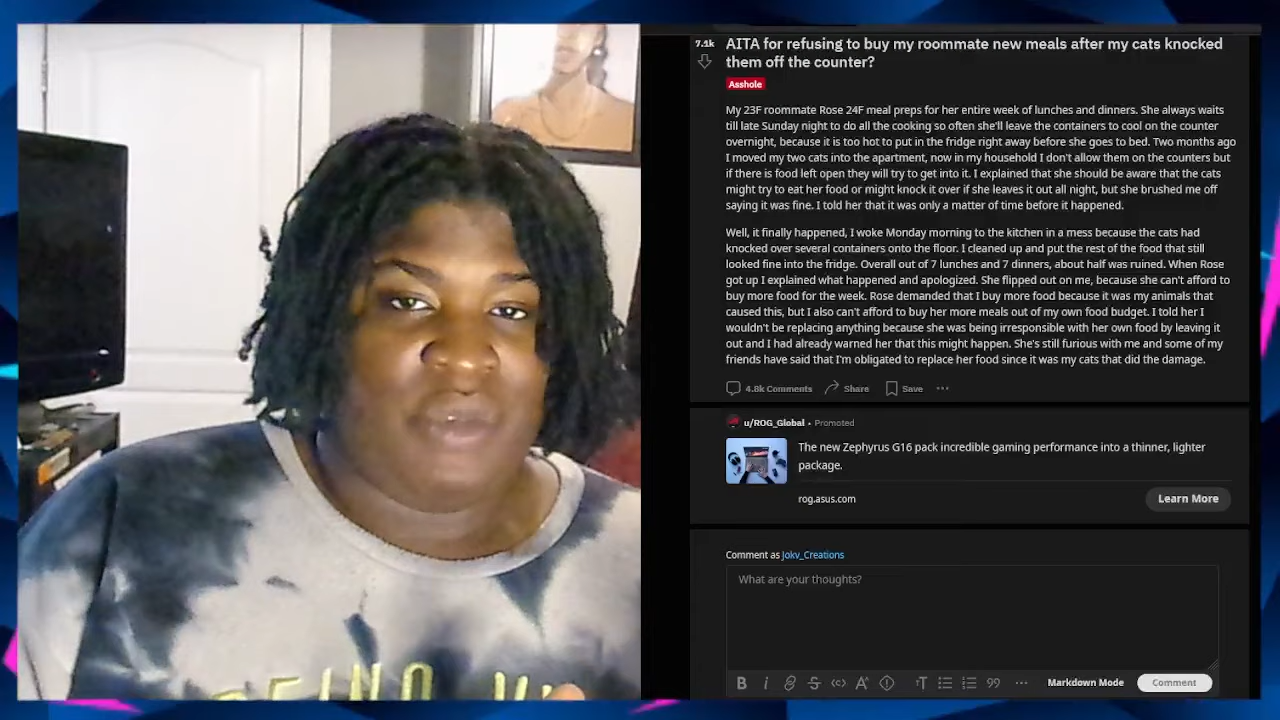 7.1k
AITA for refusing to buy my roommate new meals after my cats knocked
them off the counter?
Asshole
My 23F roommate Rose 24F meal preps for her entire week of lunches and dinners. She always waits
till late Sunday night to do all the cooking so often she'll leave the containers to cool on the counter
overnight, because it is too hot to put in the fridge right away before she goes to bed. Two months ago
I moved my two cats into the apartment, now in my household I don't allow them on the counters but
if there is food left open they will try to get into it. I explained that she should be aware that the cats
might try to eat her food or might knock it over if she leaves it out all night, but she brushed me off
saying it was fine. I told her that it was only a matter of time before it happened.
Well, it finally happened, I woke Monday morning to the kitchen in a mess because the cats had
knocked over several containers onto the floor. I cleaned up and put the rest of the food that still
looked fine into the fridge. Overall out of 7 lunches and 7 dinners, about half was ruined. When Rose
got up I explained what happened and apologized. She flipped out on me, because she can't afford to
buy more food for the week. Rose demanded that I buy more food because it was my animals that
caused this, but I also can't afford to buy her more meals out of my own food budget. I told her I
wouldn't be replacing anything because she was being irresponsible with her own food by leaving it
out and I had already warned her that this might happen. She's still furious with me and some of my
friends have said that I'm obligated to replace her food since it was my cats that did the damage.
4.8k Comments Share Save
u/ROG_Global • Promoted
The new Zephyrus G16 pack incredible gaming performance into a thinner, lighter
package.
rog.asus.com Learn More
Comment as Jokv_Creations
What are your thoughts?
Markdown Mode Comment